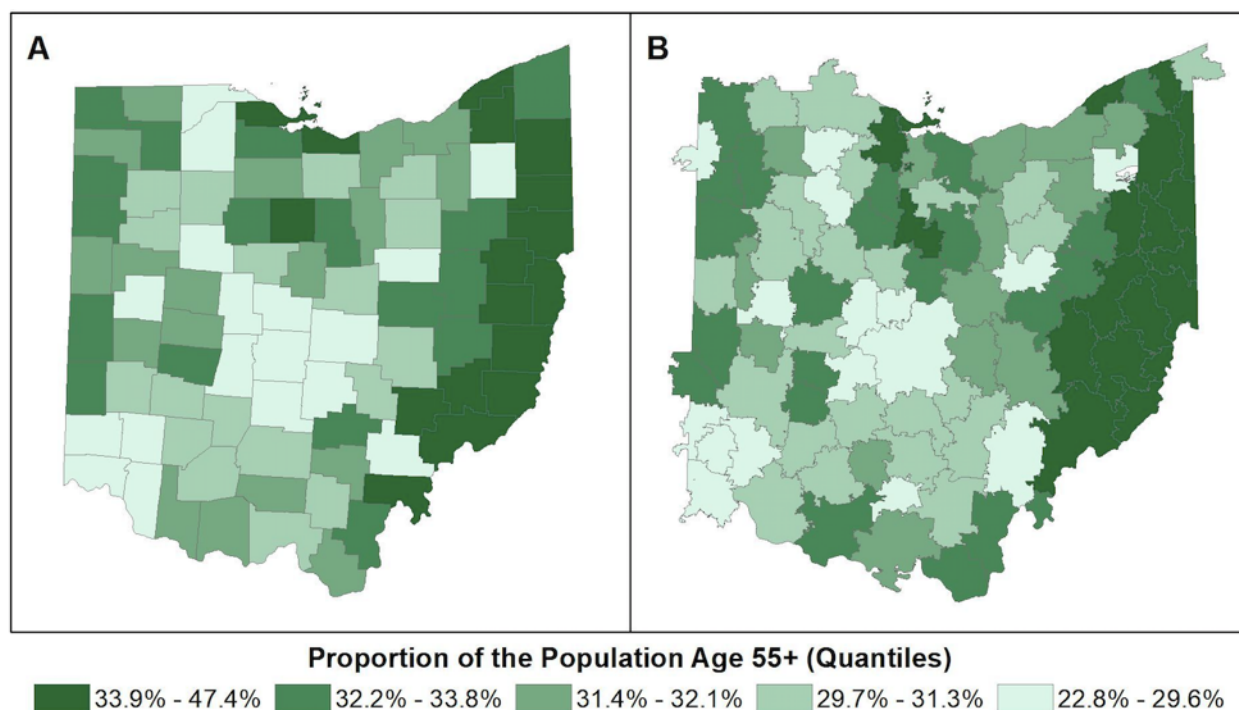 A
B
Proportion of the Population Age 55+ (Quantiles)
33.9% - 47.4% 32.2% - 33.8% 31.4% - 32.1% 29.7% - 31.3% 22.8% - 29.6%